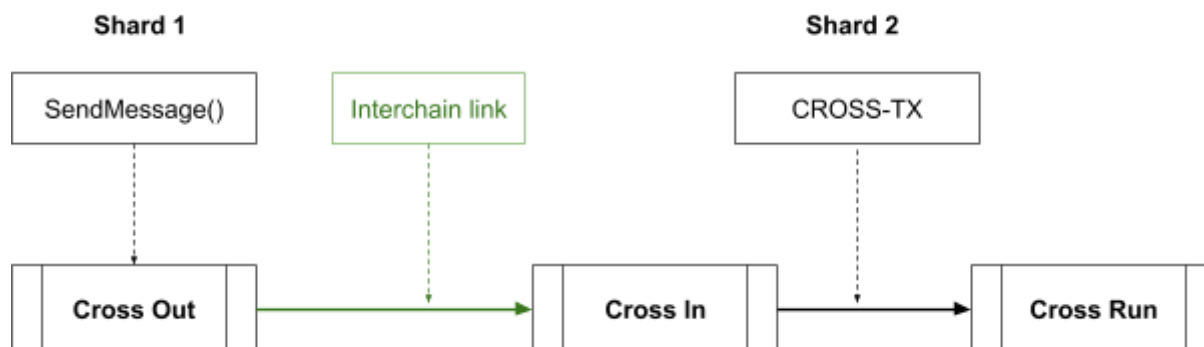 Shard 1
Shard 2
SendMessage()
Interchain link
CROSS-TX
Cross Out
Cross In
Cross Run